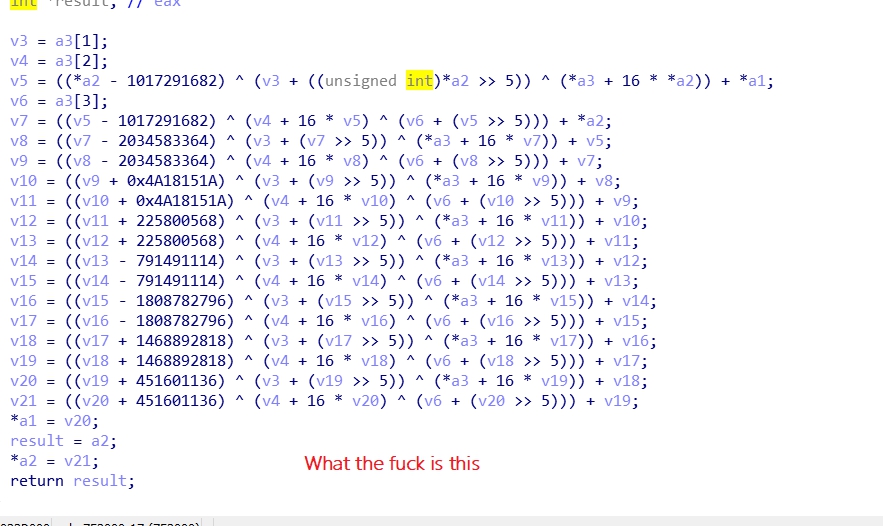 int *result; // eax
v3 = a3[1];
v4 = a3[2];
v5 = ((*a2 - 1017291682) ^ (v3 + ((unsigned int)*a2 >> 5)) ^ (*a3 + 16 * *a2)) + *a1;
v6 = a3[3];
v7 = ((v5 - 1017291682) ^ (v4 + 16 * v5) ^ (v6 + (v5 >> 5))) + *a2;
v8 = ((v7 - 2034583364) ^ (v3 + (v7 >> 5)) ^ (*a3 + 16 * v7)) + v5;
v9 = ((v8 - 2034583364) ^ (v4 + 16 * v8) ^ (v6 + (v8 >> 5))) + v7;
v10 = ((v9 + 0x4A18151A) ^ (v3 + (v9 >> 5)) ^ (*a3 + 16 * v9)) + v8;
v11 = ((v10 + 0x4A18151A) ^ (v4 + 16 * v10) ^ (v6 + (v10 >> 5))) + v9;
v12 = ((v11 + 225800568) ^ (v3 + (v11 >> 5)) ^ (*a3 + 16 * v11)) + v10;
v13 = ((v12 + 225800568) ^ (v4 + 16 * v12) ^ (v6 + (v12 >> 5))) + v11;
v14 = ((v13 - 791491114) ^ (v3 + (v13 >> 5)) ^ (*a3 + 16 * v13)) + v12;
v15 = ((v14 - 791491114) ^ (v4 + 16 * v14) ^ (v6 + (v14 >> 5))) + v13;
v16 = ((v15 - 1808782796) ^ (v3 + (v15 >> 5)) ^ (*a3 + 16 * v15)) + v14;
v17 = ((v16 - 1808782796) ^ (v4 + 16 * v16) ^ (v6 + (v16 >> 5))) + v15;
v18 = ((v17 + 1468892818) ^ (v3 + (v17 >> 5)) ^ (*a3 + 16 * v17)) + v16;
v19 = ((v18 + 1468892818) ^ (v4 + 16 * v18) ^ (v6 + (v18 >> 5))) + v17;
v20 = ((v19 + 451601136) ^ (v3 + (v19 >> 5)) ^ (*a3 + 16 * v19)) + v18;
v21 = ((v20 + 451601136) ^ (v4 + 16 * v20) ^ (v6 + (v20 >> 5))) + v19;
*a1 = v20;
result = a2;
*a2 = v21;
return result;
What the fuck is this